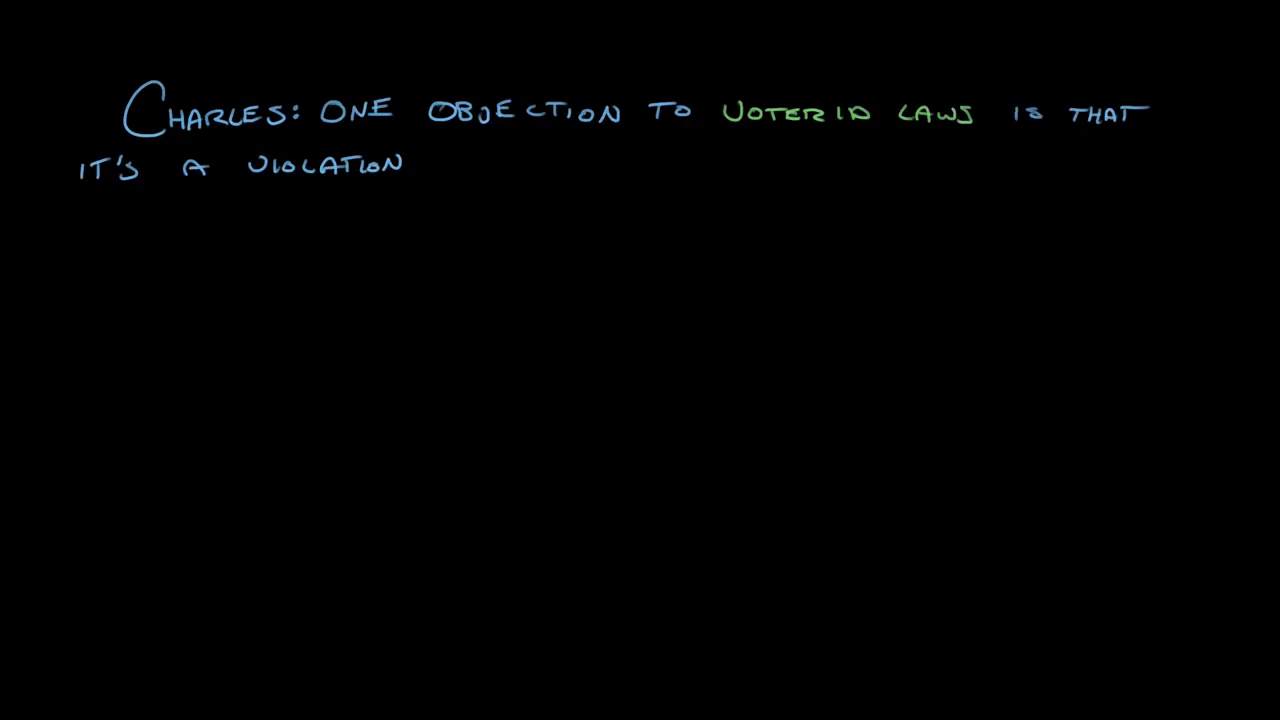 CHARLES: ONE OBJECTION TO VOTER ID LAWS IS THAT
IT'S A VIOLATION